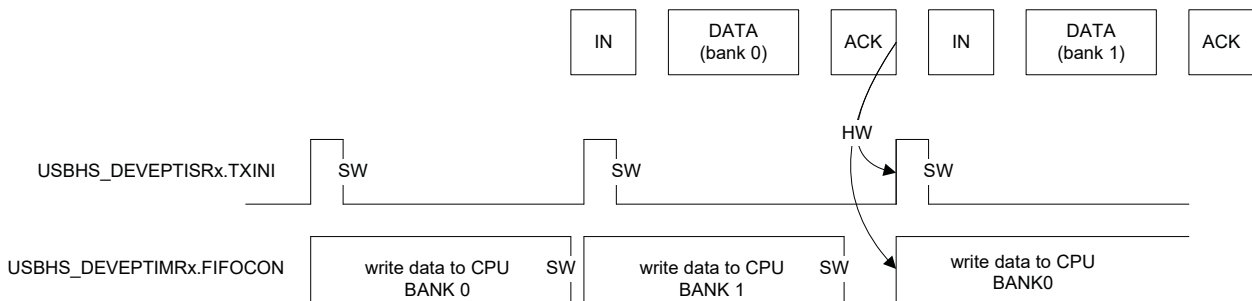 IN
DATA
(bank 0)
ACK
IN
DATA
(bank 1)
ACK
HW
USBHS_DEVEPTISRx.TXINI
SW
SW
SW
USBHS_DEVEPTIMRx.FIFOCON
write data to CPU
BANK 0
SW
write data to CPU
BANK 1
SW
write data to CPU
BANK0